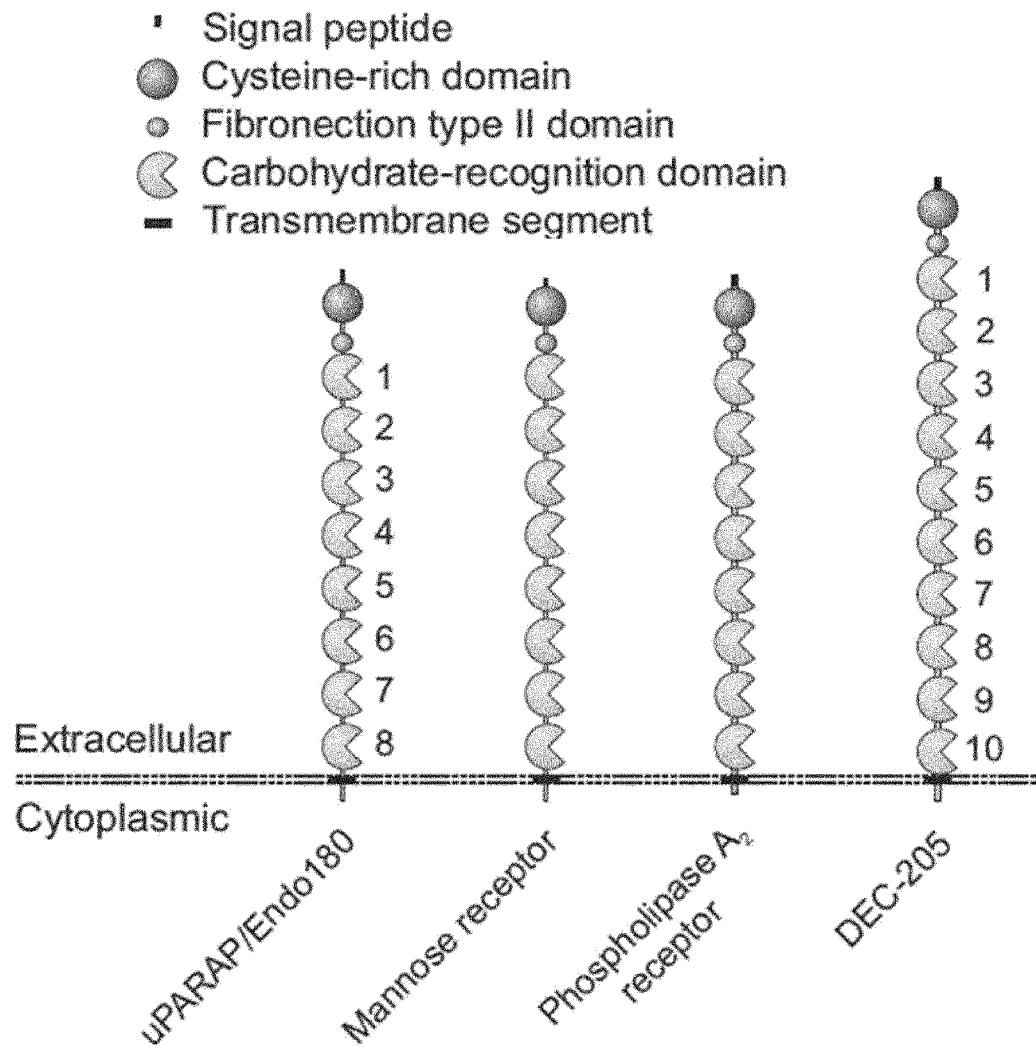 Signal peptide
Cysteine-rich domain
Fibronection type II domain
Carbohydrate-recognition domain
Transmembrane segment
1
2
3
4
5
6
7
8
1
2
3
4
5
6
7
8
9
10
Extracellular
Cytoplasmic
uPARAP/Endo180
Mannose receptor
Phospholipase A₂
receptor
DEC-205